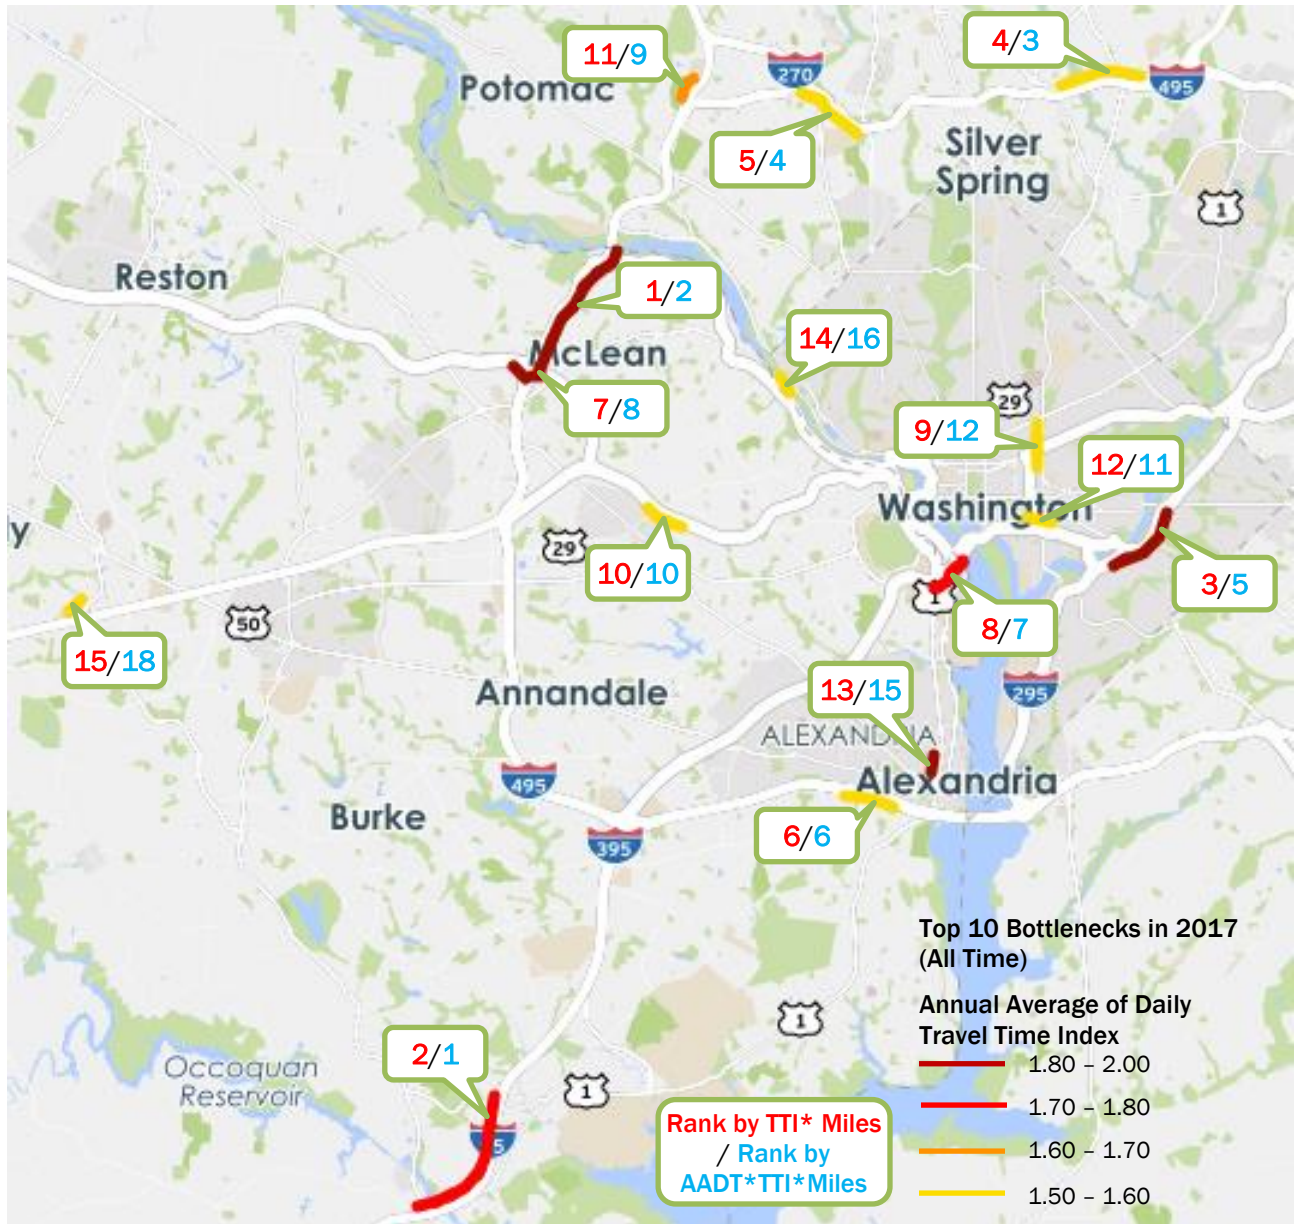 11/9
4/3
270
Potomac
495
5/4
Silver
Spring
1
Reston
1/2
14/16
McLean
7/8
29
9/12
12/11
Washington
29
10/10
3/5
1
50
8/7
15/18
13/15
Annandale
295
ALEXANDRIA
495
Alexandria
Burke
6/6
395
Top 10 Bottlenecks in 2017
(All Time)
Annual Average of Daily
Travel Time Index
1
2/1
1.80 – 2.00
Occoquan
Reservoir
1
1.70 – 1.80
Rank by TTI* Miles
/ Rank by
AADT*TTI*Miles
1.60 – 1.70
1.50 – 1.60